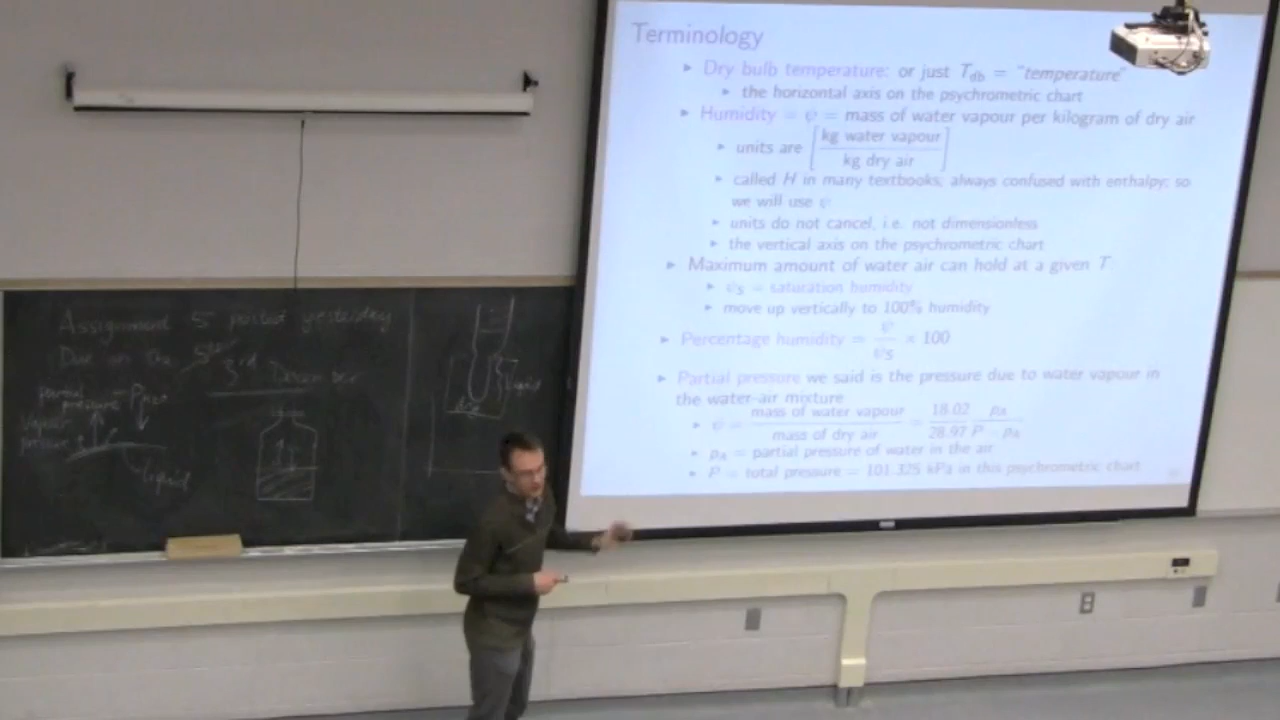 Terminology
▸ Dry bulb temperature: or just T_db = "temperature"
▸ the horizontal axis on the psychrometric chart
▸ Humidity = ψ = mass of water vapour per kilogram of dry air
▸ units are [kg water vapour / kg dry air]
▸ called H in many textbooks; always confused with enthalpy; so
we will use ψ
▸ units do not cancel, i.e. not dimensionless
▸ the vertical axis on the psychrometric chart
▸ Maximum amount of water air can hold at a given T
▸ ψ_S = saturation humidity
▸ move up vertically to 100% humidity
▸ Percentage humidity = ψ / ψ_S × 100
▸ Partial pressure we said is the pressure due to water vapour in
the water-air mixture
▸ ψ = mass of water vapour / mass of dry air = 18.02 / 28.97 p_A / P - p_A
▸ p_A = partial pressure of water in the air
▸ P = total pressure = 101.325 kPa in this psychrometric chart
Assignment 5 posted yesterday
Due on the
3rd December
partial
pressure
pressure
liquid
liquid